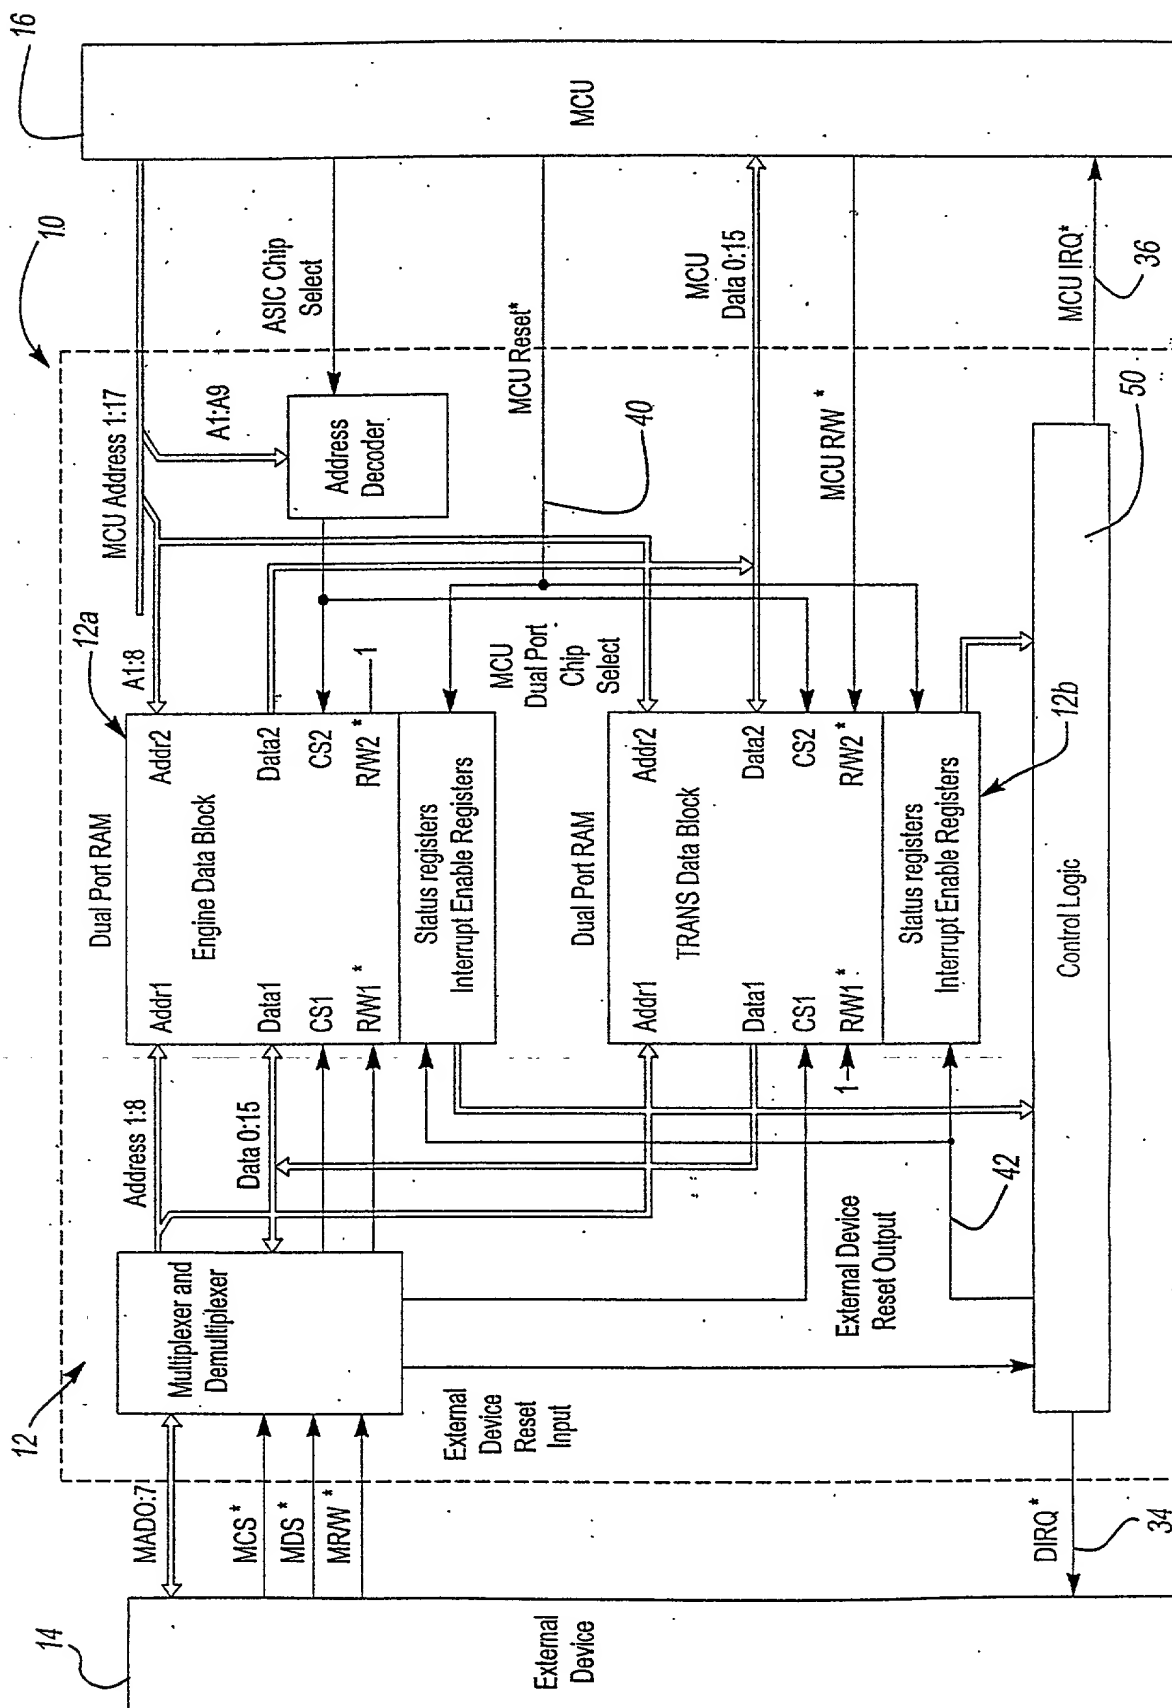 16
MCU
10
MCU Address 1:17
A1:A9
ASIC Chip
Select
Address
Decoder
MCU Reset*
40
MCU
Data 0:15
MCU R/W *
MCU IRQ*
36
50
12a
A1:8
1
MCU
Dual Port
Chip
Select
Dual Port RAM
Engine Data Block
Addr1
Addr2
Data1
Data2
CS1
CS2
R/W1 *
R/W2 *
Status registers
Interrupt Enable Registers
Dual Port RAM
TRANS Data Block
Addr1
Addr2
Data1
Data2
CS1
CS2
R/W1 *
R/W2 *
Status registers
Interrupt Enable Registers
12b
Control Logic
Address 1:8
Data 0:15
1
42
External Device
Reset Output
Multiplexer and
Demultiplexer
12
External
Device
Reset
Input
MADO:7
MCS *
MDS *
MR/W *
DIRQ*
34
14
External
Device